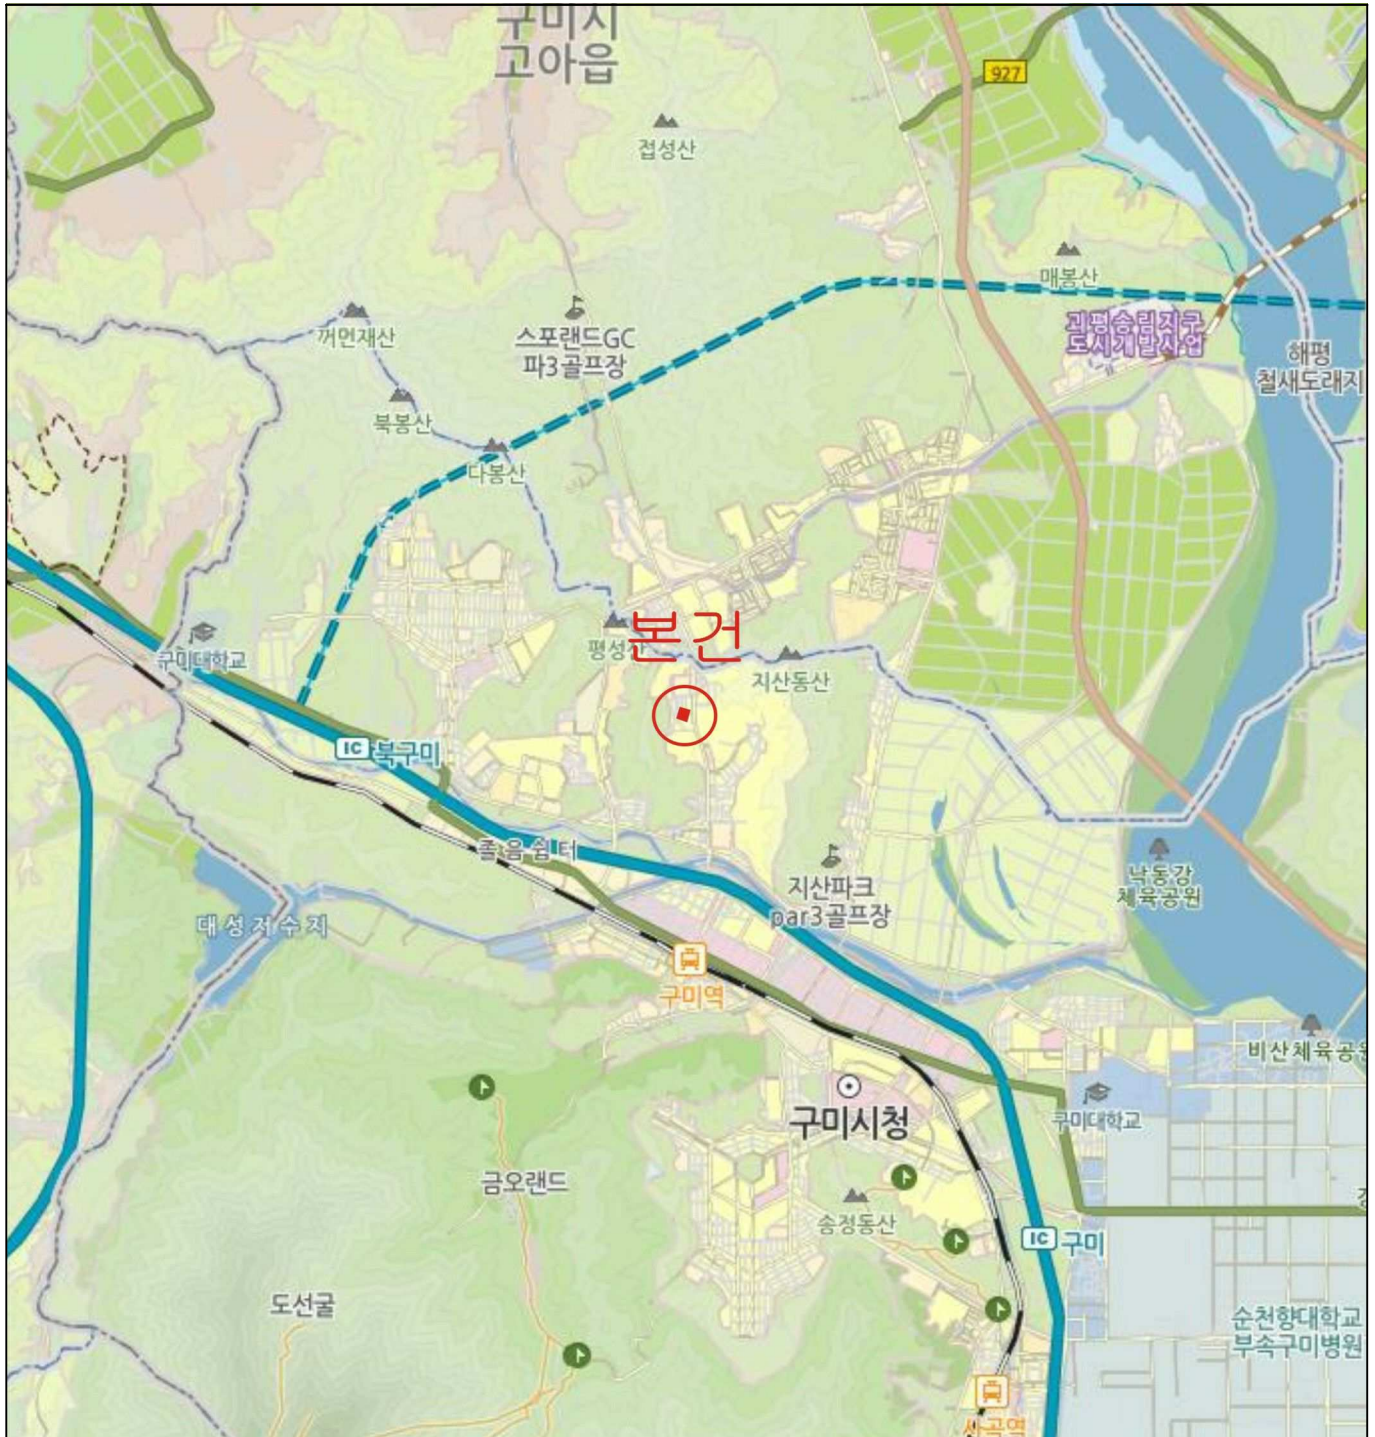 구미시
고아읍
927
접성산
매봉산
꺼먼재산
스포랜드GC
파3골프장
괴평송림지구
도시개발사업
해평
철새도래지
북봉산
다봉산
본건
구미대학교
평성산
지산동산
IC 북구미
졸음쉼터
지산파크
par3골프장
낙동강
체육공원
대성저수지
구미역
비산체육공원
구미시청
구미대학교
금오랜드
송정동산
IC 구미
도선굴
순천향대학교
부속구미병원
사곡역